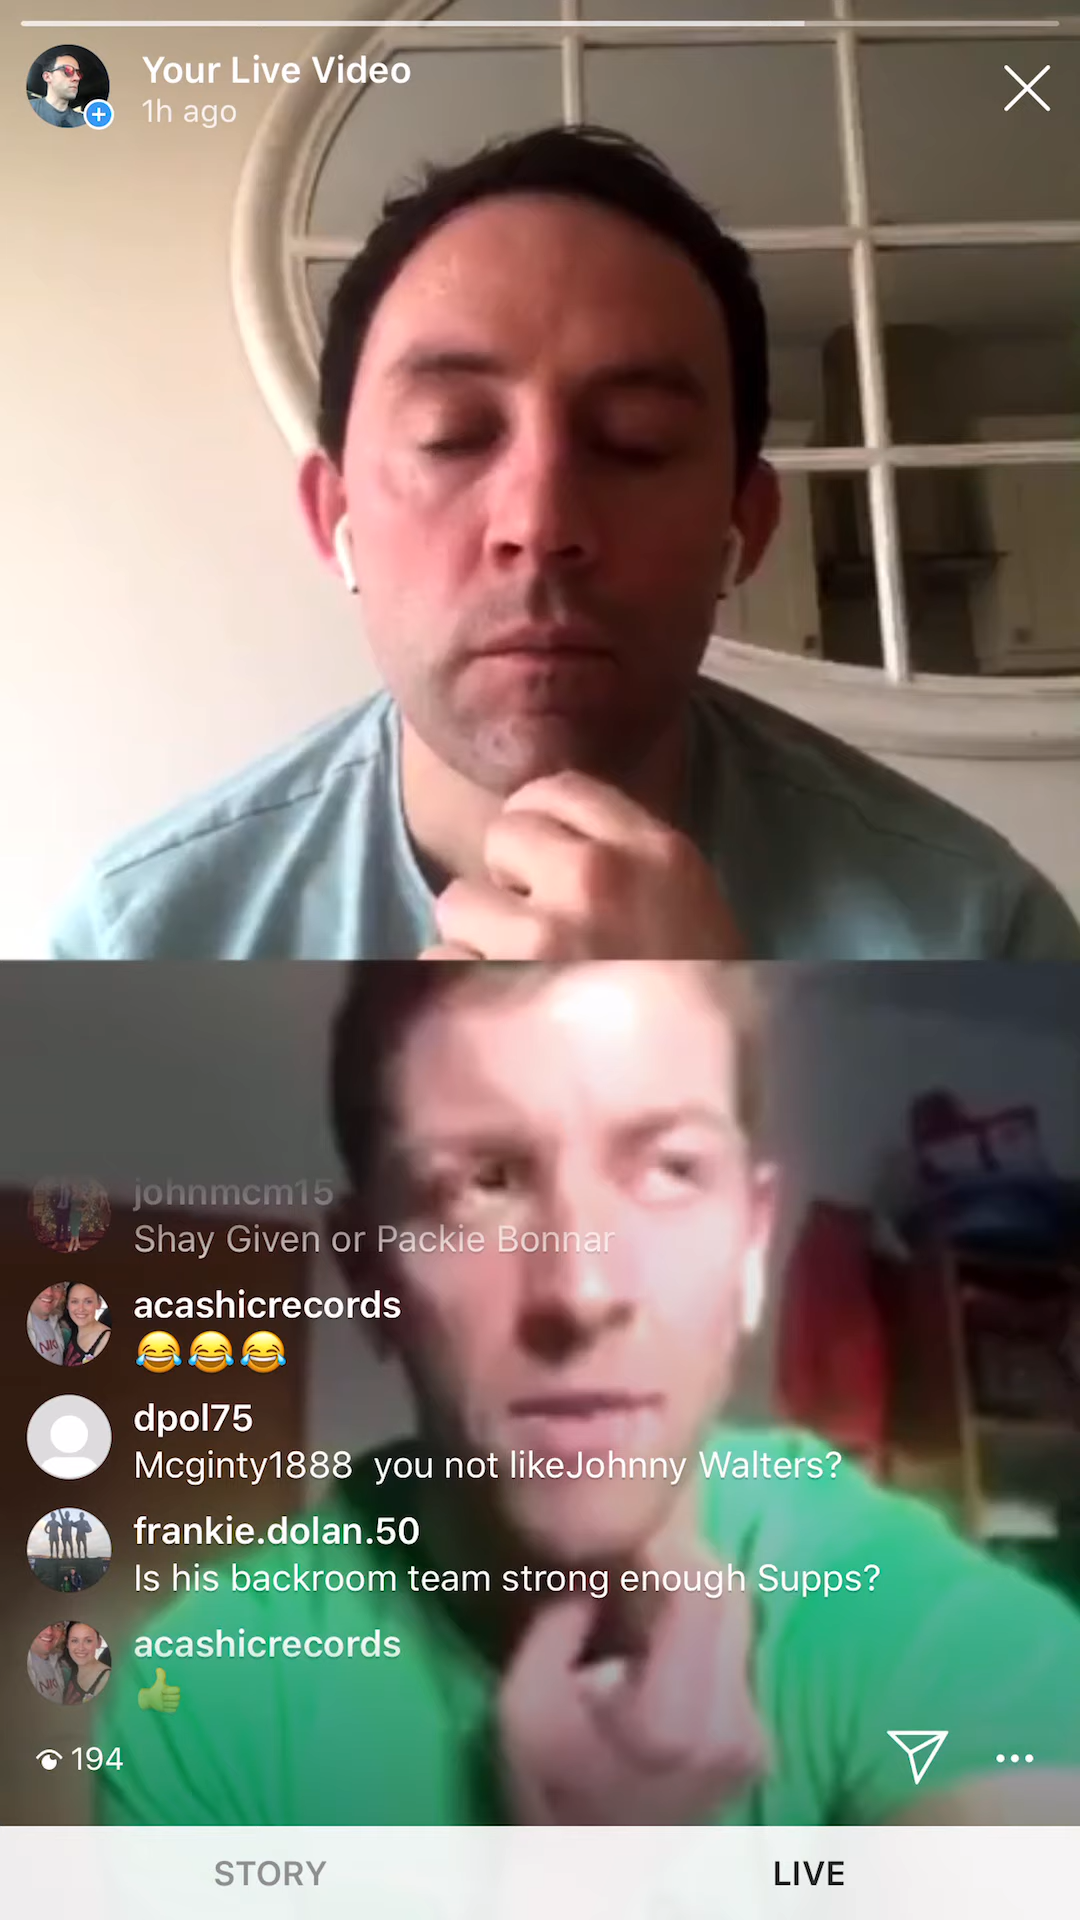 Your Live Video
1h ago
johnmcm15
Shay Given or Packie Bonnar
acashicrecords
😂😂😂
dpol75
Mcginty1888  you not likeJohnny Walters?
frankie.dolan.50
Is his backroom team strong enough Supps?
acashicrecords
👍
194
STORY
LIVE